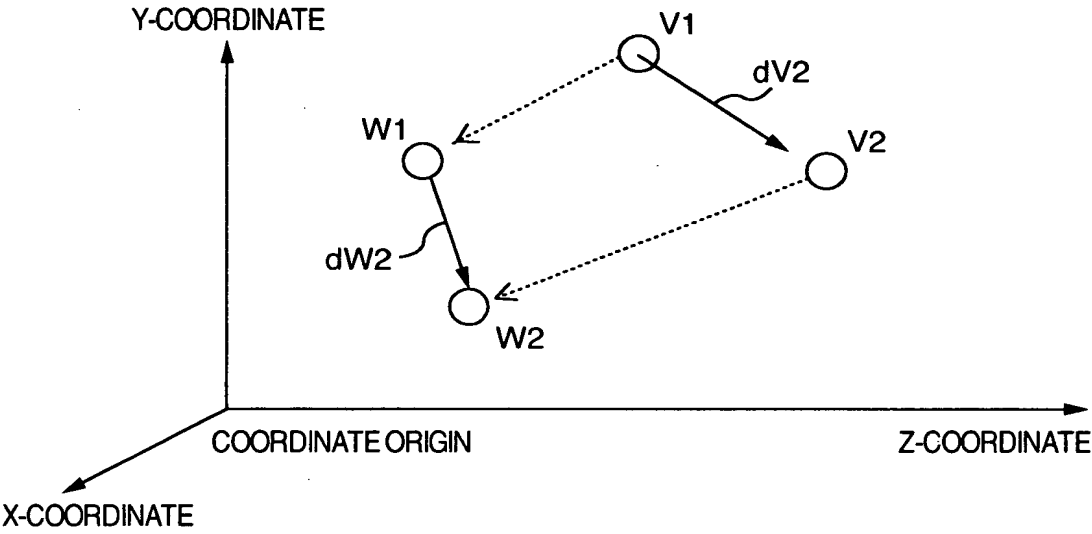 Y-COORDINATE
V1
dV2
W1
V2
dW2
W2
COORDINATE ORIGIN
Z-COORDINATE
X-COORDINATE